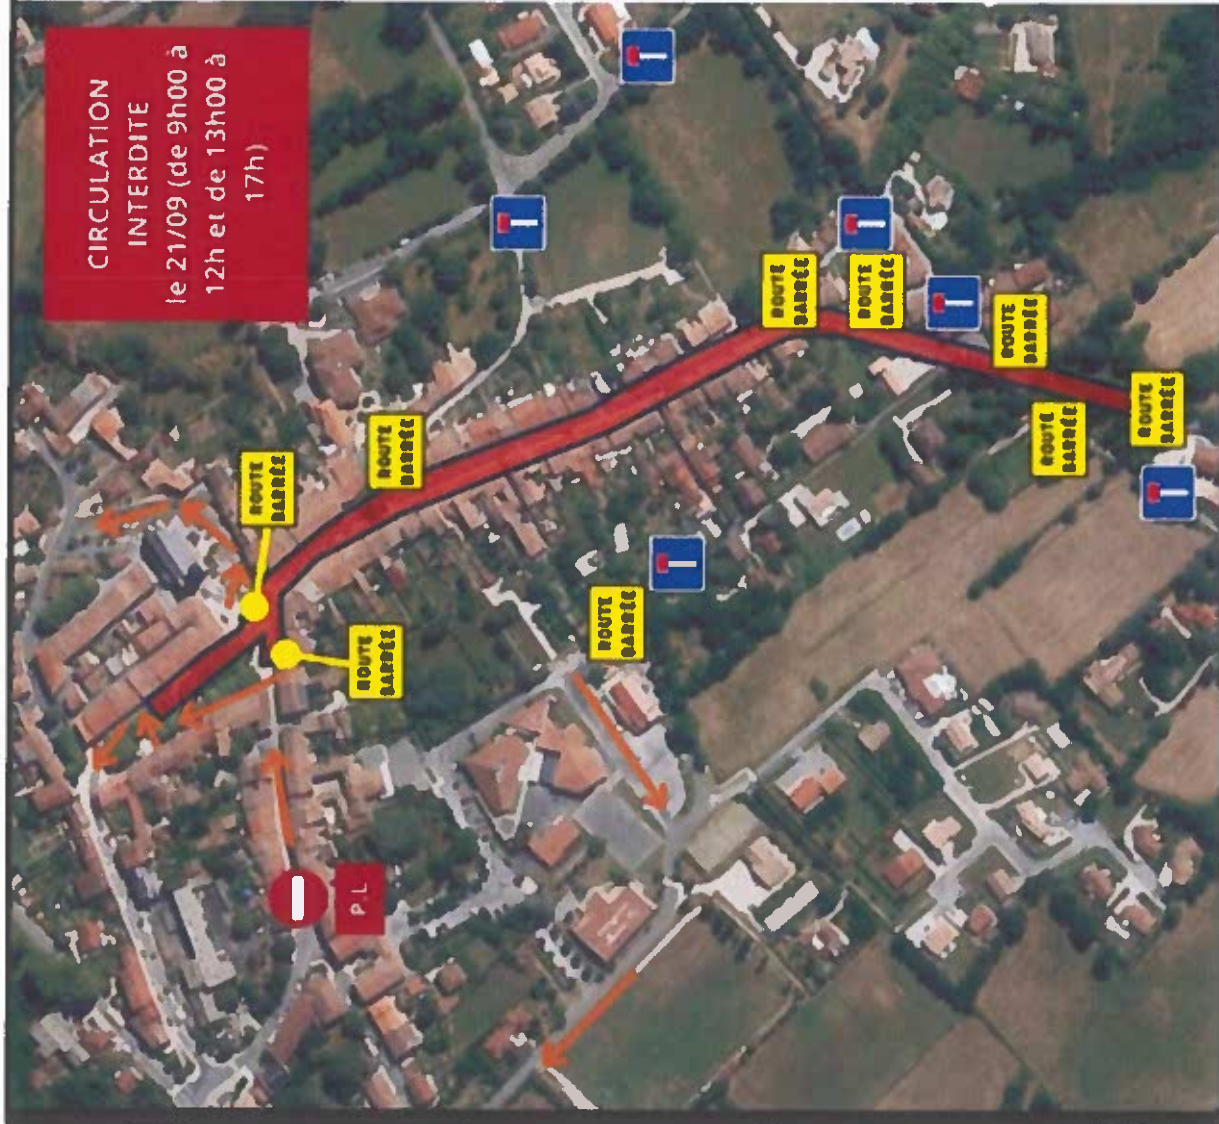 CIRCULATION
INTERDITE
le 21/09 (de 9h00 à
12h et de 13h00 à
17h)
ROUTE
BARRÉE
ROUTE
BARRÉE
ROUTE
BARRÉE
ROUTE
BARRÉE
ROUTE
BARRÉE
ROUTE
BARRÉE
ROUTE
BARRÉE
ROUTE
BARRÉE
ROUTE
BARRÉE
P.L